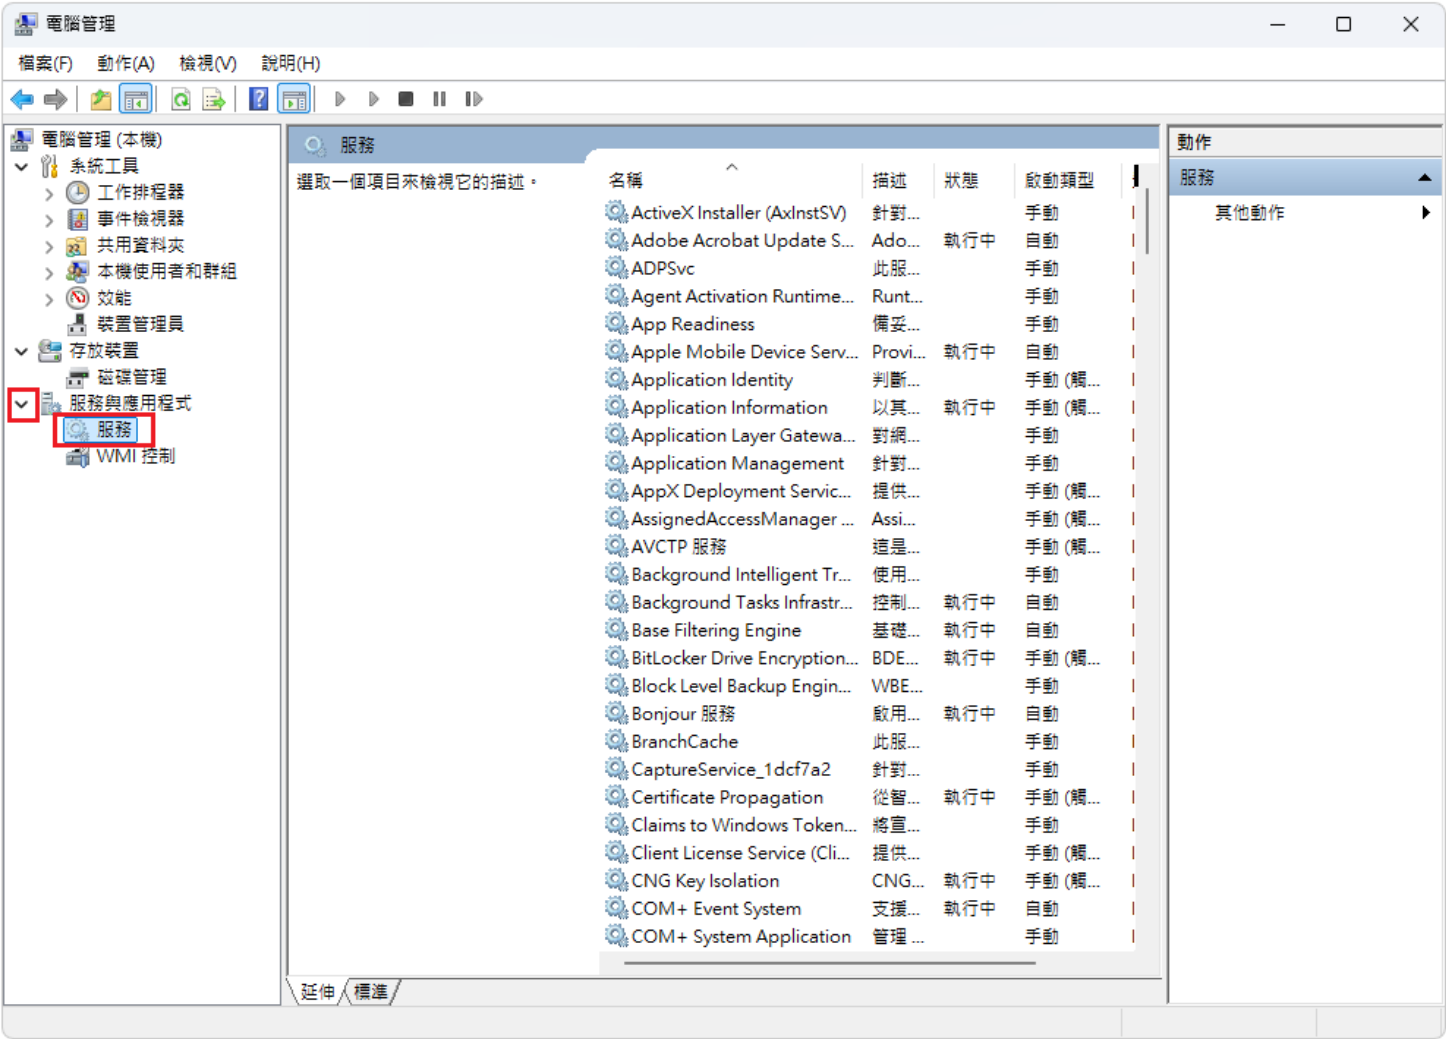 電腦管理
檔案(F) 動作(A) 檢視(V) 說明(H)
電腦管理 (本機)
系統工具
工作排程器
事件檢視器
共用資料夾
本機使用者和群組
效能
裝置管理員
存放裝置
磁碟管理
服務與應用程式
服務
WMI 控制
服務
選取一個項目來檢視它的描述。
名稱 描述 狀態 啟動類型
ActiveX Installer (AxInstSV) 針對... 手動
Adobe Acrobat Update S... Ado... 執行中 自動
ADPSvc 此服... 手動
Agent Activation Runtime... Runt... 手動
App Readiness 備妥... 手動
Apple Mobile Device Serv... Provi... 執行中 自動
Application Identity 判斷... 手動 (觸...
Application Information 以其... 執行中 手動 (觸...
Application Layer Gatewa... 對網... 手動
Application Management 針對... 手動
AppX Deployment Servic... 提供... 手動 (觸...
AssignedAccessManager ... Assi... 手動 (觸...
AVCTP 服務 這是... 手動 (觸...
Background Intelligent Tr... 使用... 手動
Background Tasks Infrastr... 控制... 執行中 自動
Base Filtering Engine 基礎... 執行中 自動
BitLocker Drive Encryption... BDE... 執行中 手動 (觸...
Block Level Backup Engin... WBE... 手動
Bonjour 服務 啟用... 執行中 自動
BranchCache 此服... 手動
CaptureService_1dcf7a2 針對... 手動
Certificate Propagation 從智... 執行中 手動 (觸...
Claims to Windows Token... 將宣... 手動
Client License Service (Cli... 提供... 手動 (觸...
CNG Key Isolation CNG... 執行中 手動 (觸...
COM+ Event System 支援... 執行中 自動
COM+ System Application 管理 ... 手動
延伸 標準
動作
服務
其他動作